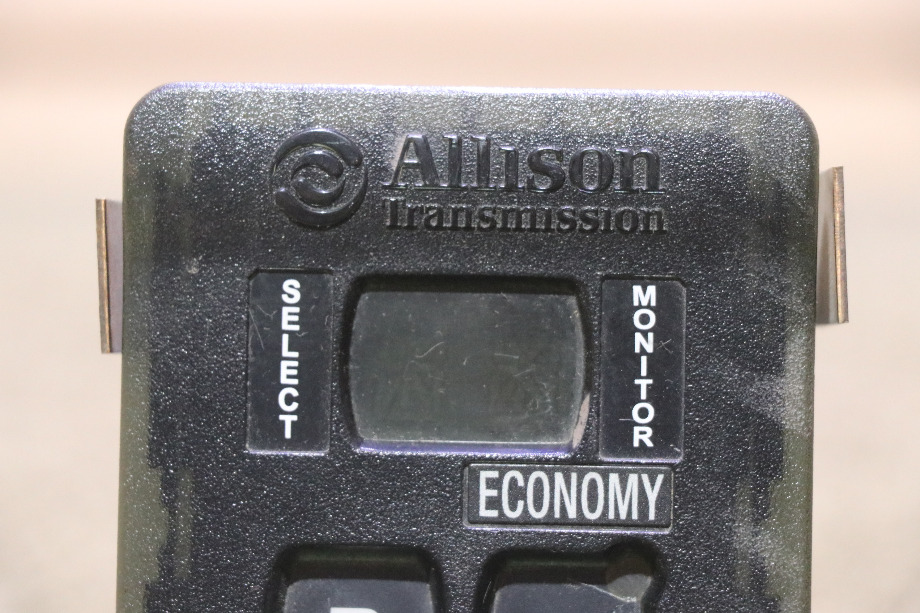 Allison
Transmission
SELECT
MONITOR
ECONOMY